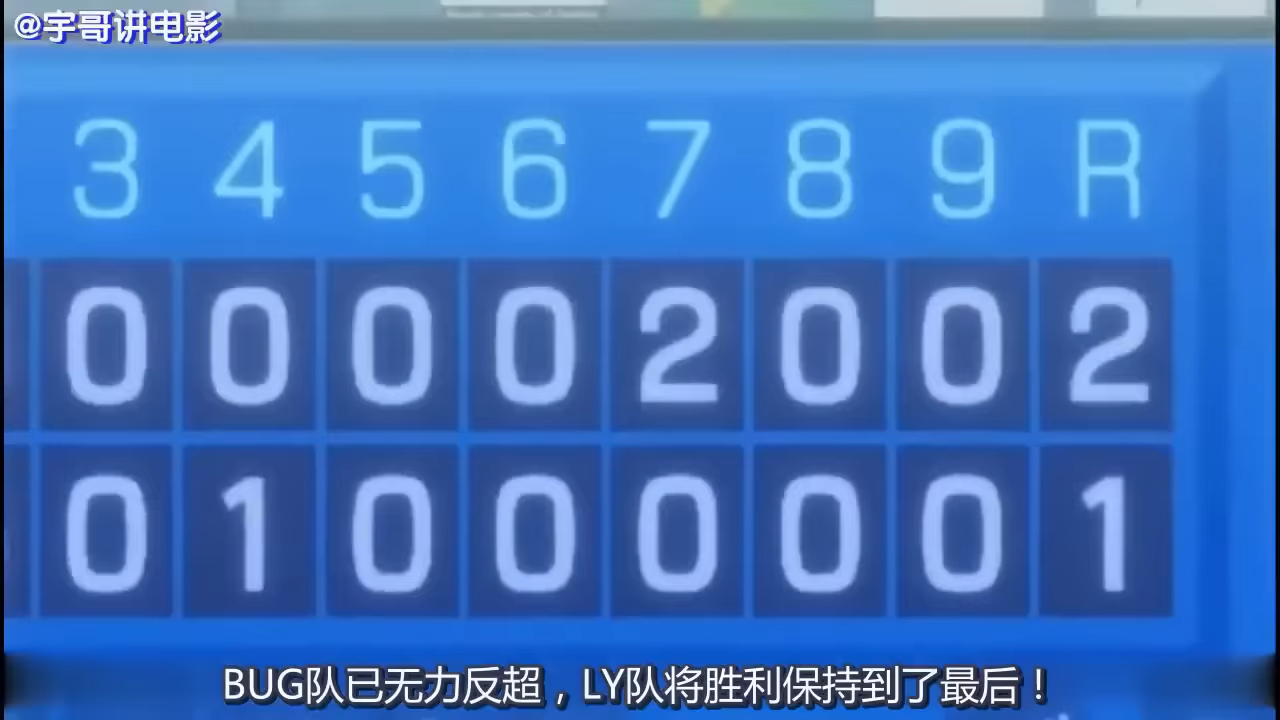 @宇哥讲电影
3 4 5 6 7 8 9 R
0 0 0 0 2 0 0 2
0 1 0 0 0 0 0 1
BUG队已无力反超，LY队将胜利保持到了最后！